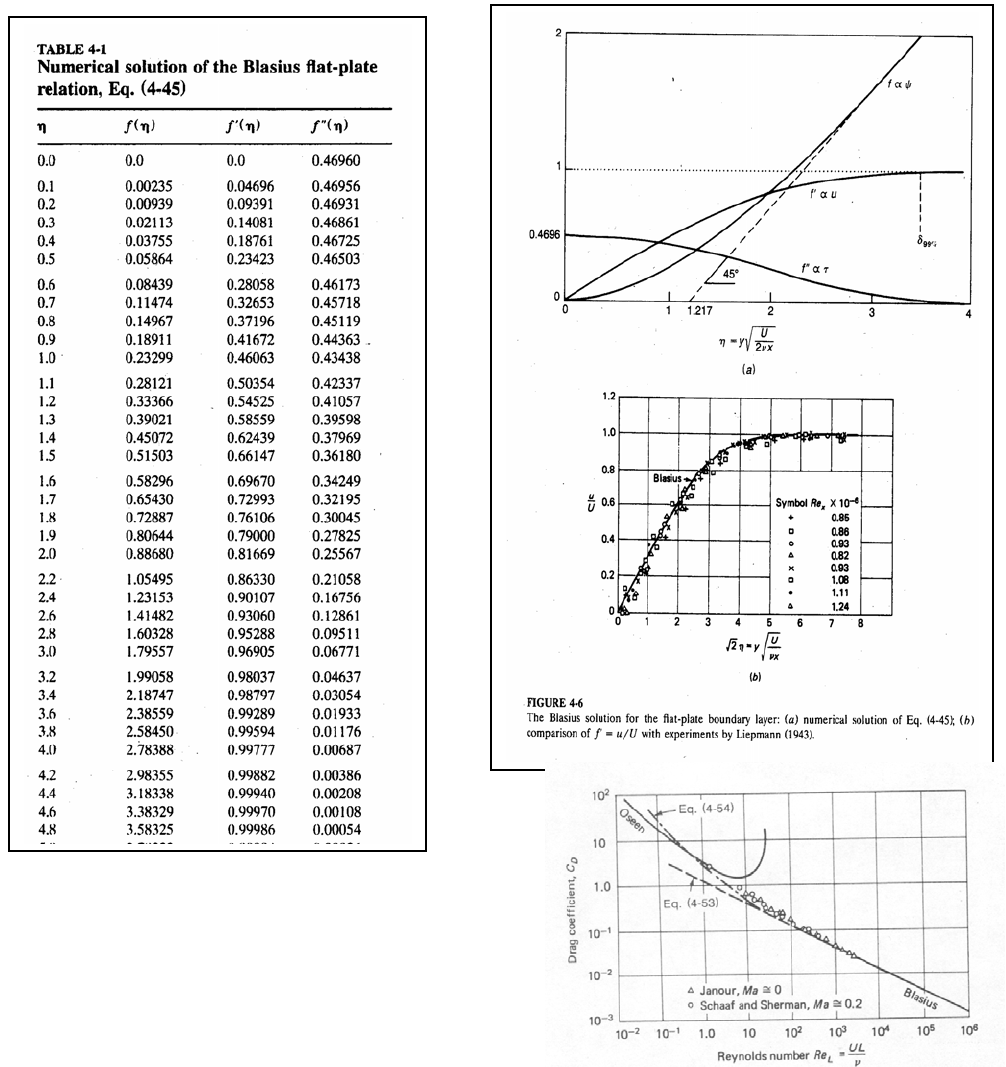 TABLE 4-1
Numerical solution of the Blasius flat-plate
relation, Eq. (4-45)
η f(η) f′(η) f″(η)
0.0 0.0 0.0 0.46960
0.1 0.00235 0.04696 0.46956
0.2 0.00939 0.09391 0.46931
0.3 0.02113 0.14081 0.46861
0.4 0.03755 0.18761 0.46725
0.5 0.05864 0.23423 0.46503
0.6 0.08439 0.28058 0.46173
0.7 0.11474 0.32653 0.45718
0.8 0.14967 0.37196 0.45119
0.9 0.18911 0.41672 0.44363
1.0 0.23299 0.46063 0.43438
1.1 0.28121 0.50354 0.42337
1.2 0.33366 0.54525 0.41057
1.3 0.39021 0.58559 0.39598
1.4 0.45072 0.62439 0.37969
1.5 0.51503 0.66147 0.36180
1.6 0.58296 0.69670 0.34249
1.7 0.65430 0.72993 0.32195
1.8 0.72887 0.76106 0.30045
1.9 0.80644 0.79000 0.27825
2.0 0.88680 0.81669 0.25567
2.2 1.05495 0.86330 0.21058
2.4 1.23153 0.90107 0.16756
2.6 1.41482 0.93060 0.12861
2.8 1.60328 0.95288 0.09511
3.0 1.79557 0.96905 0.06771
3.2 1.99058 0.98037 0.04637
3.4 2.18747 0.98797 0.03054
3.6 2.38559 0.99289 0.01933
3.8 2.58450 0.99594 0.01176
4.0 2.78388 0.99777 0.00687
4.2 2.98355 0.99882 0.00386
4.4 3.18338 0.99940 0.00208
4.6 3.38329 0.99970 0.00108
4.8 3.58325 0.99986 0.00054
2
f ∝ ψ
1
f′ ∝ u
0.4696
δ99%
f″ ∝ τ
45°
0
0 1 1.217 2 3 4
η = y√(U/2νx)
(a)
1.2
1.0
0.8
Blasius
u/U
0.6
0.4
0.2
0
Symbol Reₓ × 10⁻⁶
+ 0.85
□ 0.86
○ 0.93
△ 0.82
× 0.93
□ 1.08
• 1.11
△ 1.24
0 1 2 3 4 5 6 7 8
√2 η = y√(U/νx)
(b)
FIGURE 4-6
The Blasius solution for the flat-plate boundary layer: (a) numerical solution of Eq. (4-45); (b)
comparison of f′ = u/U with experiments by Liepmann (1943).
10²
Eq. (4-54)
Oseen
10
1.0
Eq. (4-53)
Drag coefficient, C_D
10⁻¹
10⁻²
△ Janour, Ma ≅ 0
○ Schaaf and Sherman, Ma ≅ 0.2
Blasius
10⁻³
10⁻² 10⁻¹ 1.0 10 10² 10³ 10⁴ 10⁵ 10⁶
Reynolds number Re_L = UL/ν